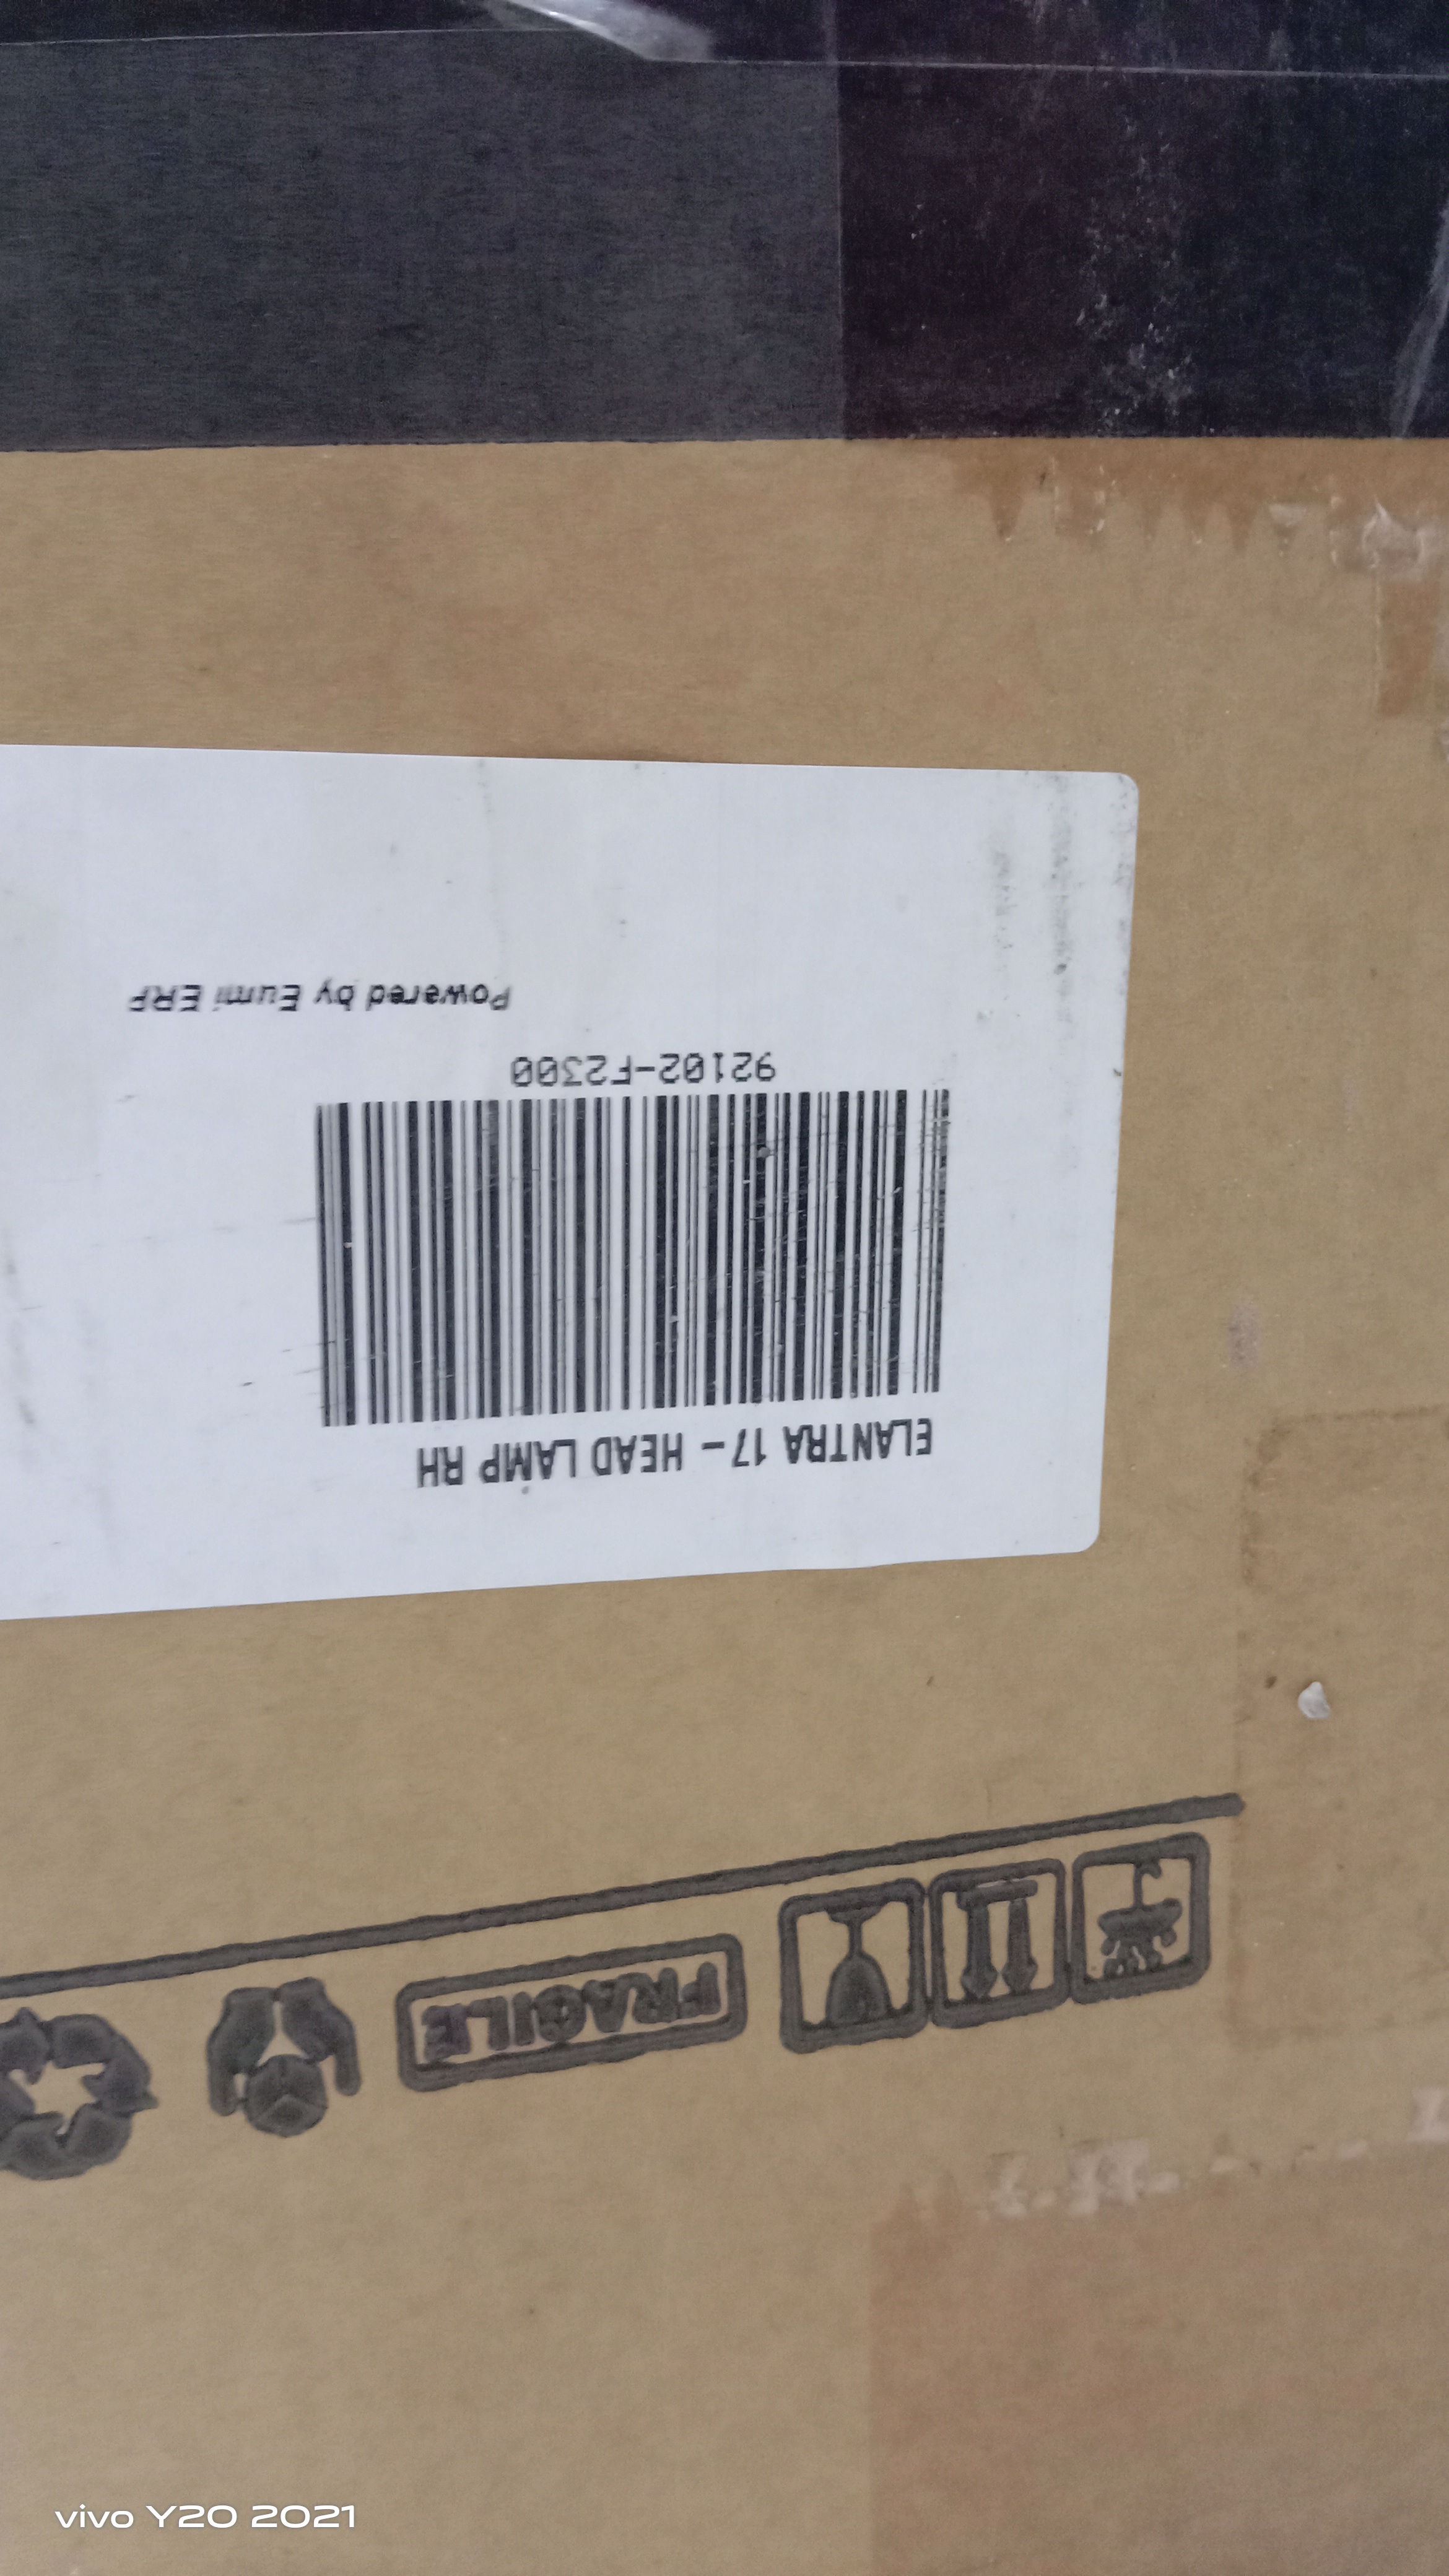 FRAGILE
ELANTRA 17 - HEAD LAMP RH
92102-F2300
Powered by Eumi ERP
vivo Y20 2021